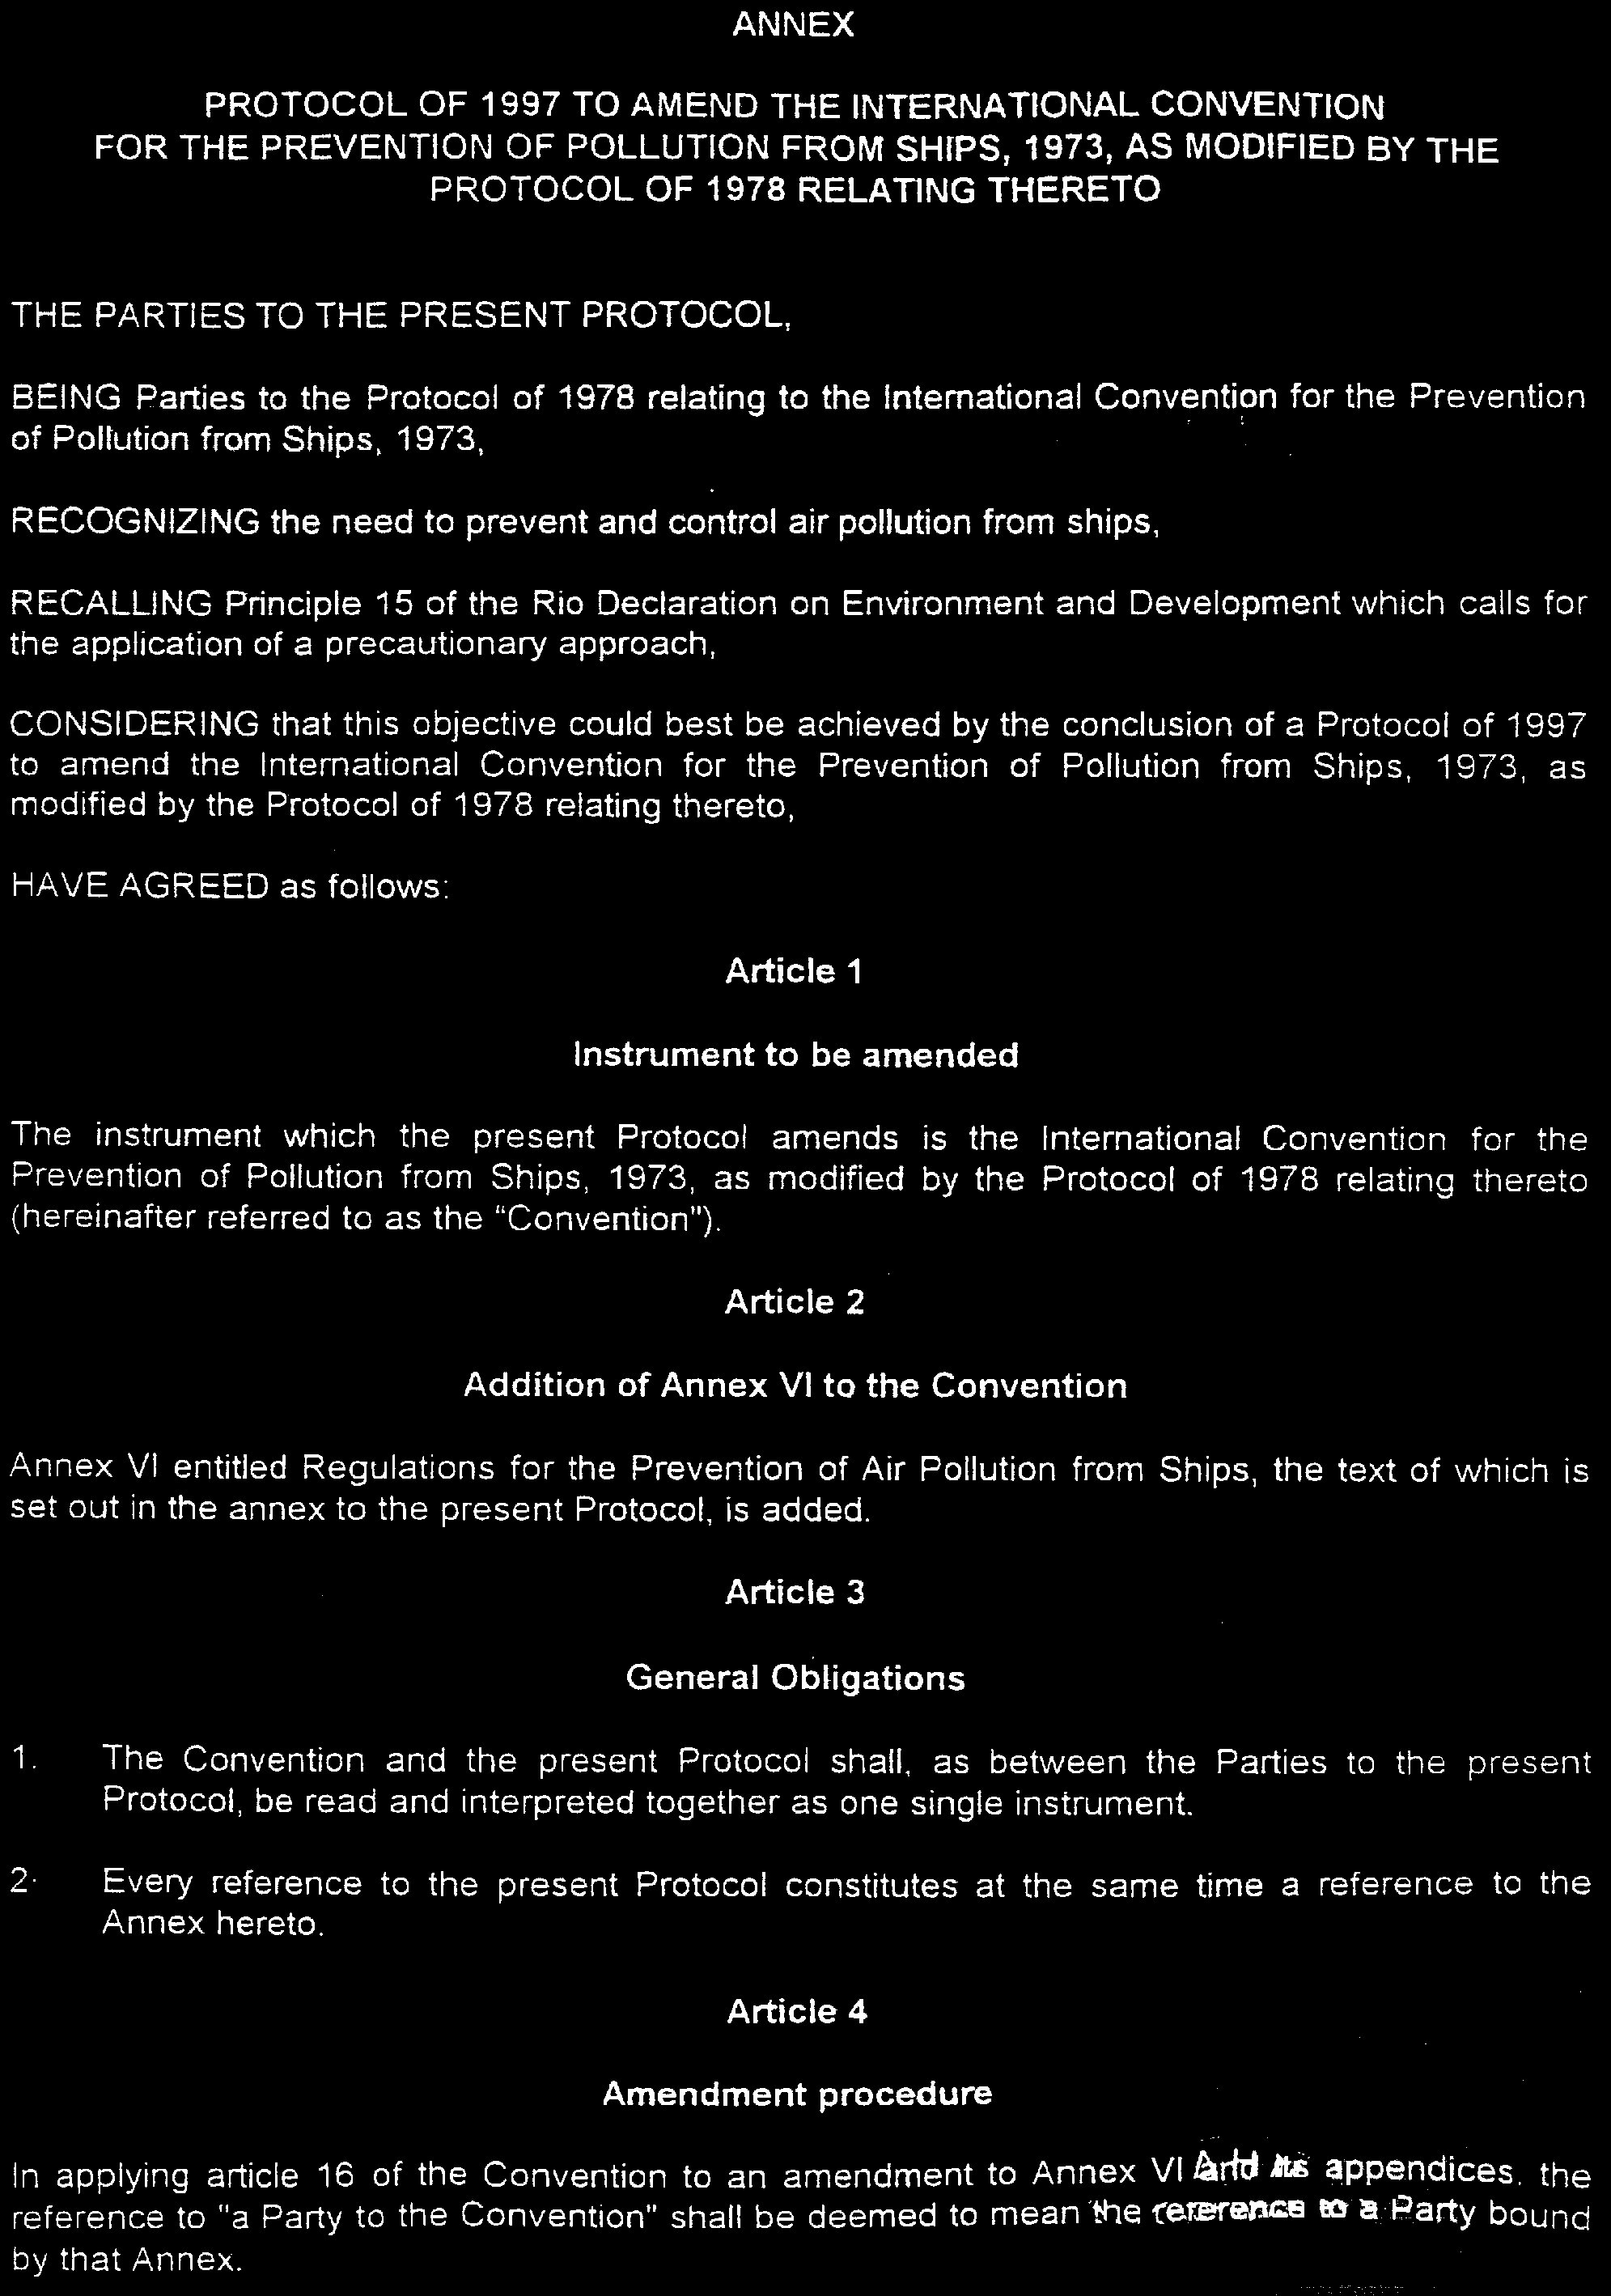 ANNEX
PROTOCOL OF 1997 TO AMEND THE INTERNATIONAL CONVENTION
FOR THE PREVENTION OF POLLUTION FROM SHIPS, 1973, AS MODIFIED BY THE
PROTOCOL OF 1978 RELATING THERETO
THE PARTIES TO THE PRESENT PROTOCOL,
BEING Parties to the Protocol of 1978 relating to the International Convention for the Prevention
of Pollution from Ships, 1973,
RECOGNIZING the need to prevent and control air pollution from ships,
RECALLING Principle 15 of the Rio Declaration on Environment and Development which calls for
the application of a precautionary approach,
CONSIDERING that this objective could best be achieved by the conclusion of a Protocol of 1997
to amend the International Convention for the Prevention of Pollution from Ships, 1973, as
modified by the Protocol of 1978 relating thereto,
HAVE AGREED as follows:
Article 1
Instrument to be amended
The instrument which the present Protocol amends is the International Convention for the
Prevention of Pollution from Ships, 1973, as modified by the Protocol of 1978 relating thereto
(hereinafter referred to as the "Convention").
Article 2
Addition of Annex VI to the Convention
Annex VI entitled Regulations for the Prevention of Air Pollution from Ships, the text of which is
set out in the annex to the present Protocol, is added.
Article 3
General Obligations
1. The Convention and the present Protocol shall, as between the Parties to the present
Protocol, be read and interpreted together as one single instrument.
2. Every reference to the present Protocol constitutes at the same time a reference to the
Annex hereto.
Article 4
Amendment procedure
In applying article 16 of the Convention to an amendment to Annex VI and its appendices, the
reference to "a Party to the Convention" shall be deemed to mean the reference to a Party bound
by that Annex.